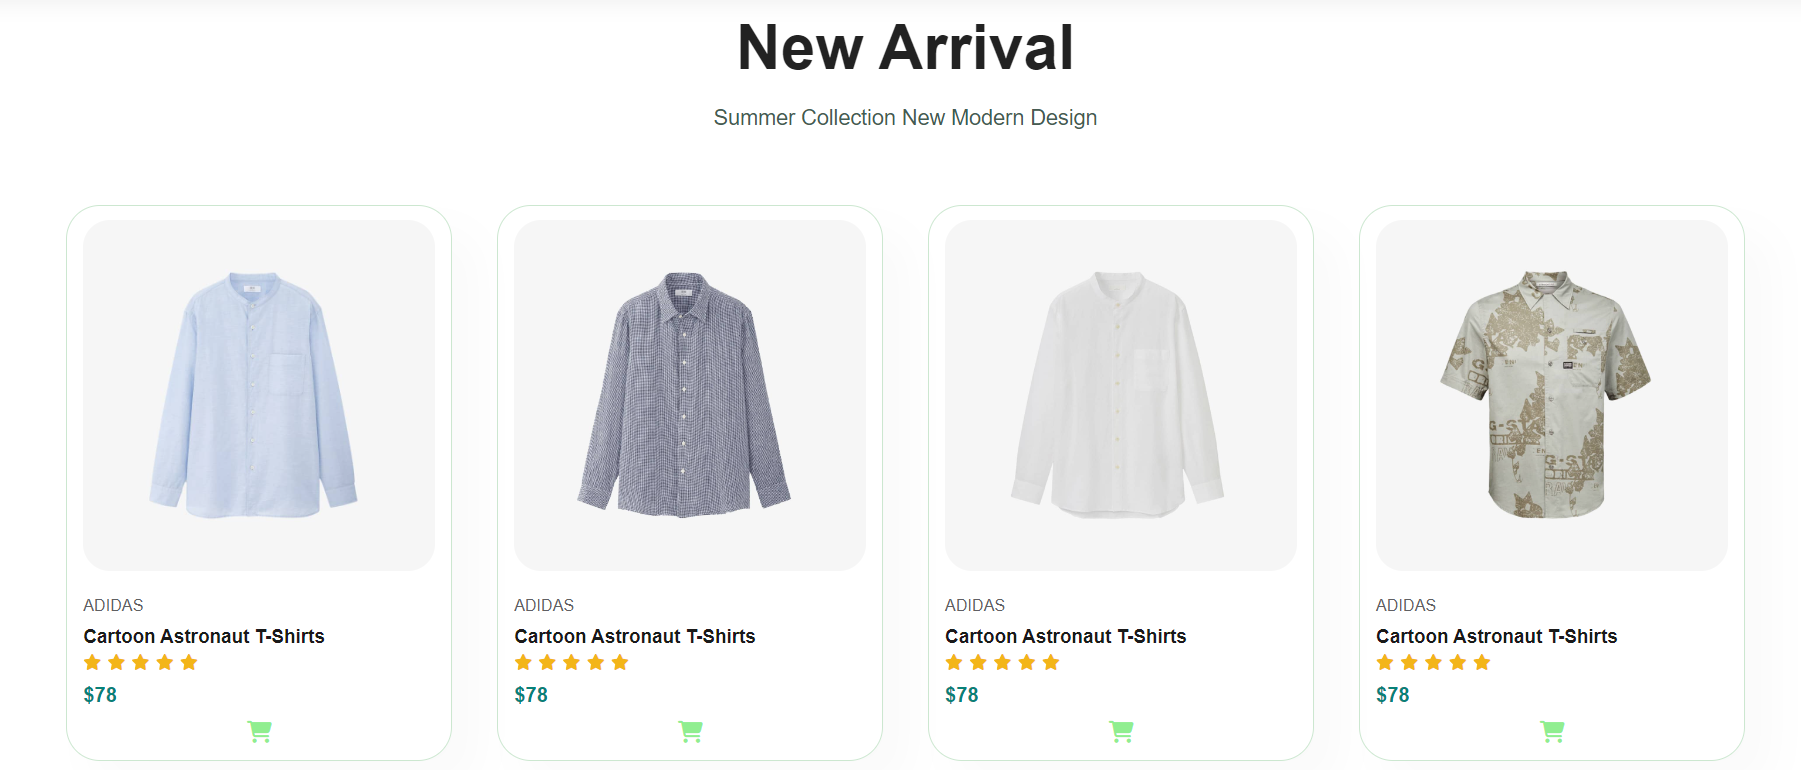 New Arrival
Summer Collection New Modern Design
ADIDAS
Cartoon Astronaut T-Shirts
$78
ADIDAS
Cartoon Astronaut T-Shirts
$78
ADIDAS
Cartoon Astronaut T-Shirts
$78
ADIDAS
Cartoon Astronaut T-Shirts
$78